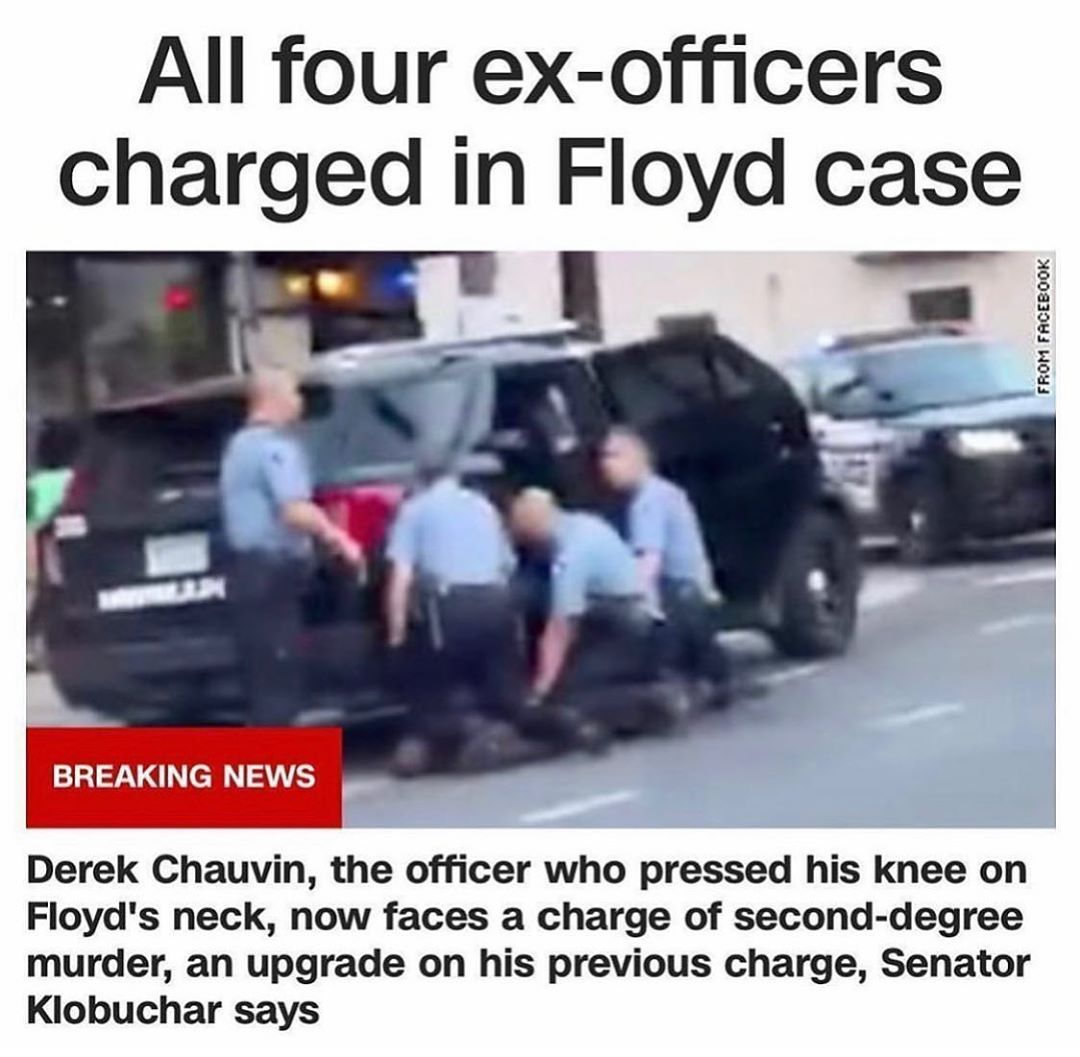 All four ex-officers
charged in Floyd case
FROM FACEBOOK
BREAKING NEWS
Derek Chauvin, the officer who pressed his knee on
Floyd's neck, now faces a charge of second-degree
murder, an upgrade on his previous charge, Senator
Klobuchar says